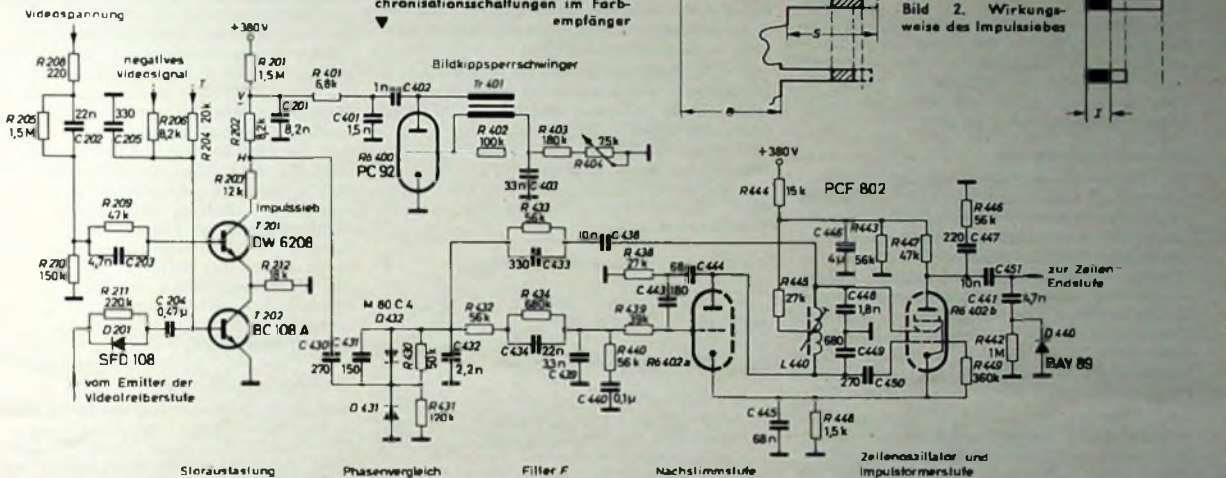 chronisationsschaltungen im Farb-
empfänger
Bild 2. Wirkungs-
weise des Impulssiebes
S
B
I
Videospannung
R 208
220
R 205
1,5 M
22n
C 202
330
C 205
negatives
Videosignal
T
R 206
8,2k
R 204 20k
+380 V
R 201
1,5 M
V
R 202
8,2k
H
R 203
12 k
C 201
8,2n
R 401
6,8k
C 401
1,5 n
1n
C 402
Bildkippsperrschwinger
Tr 401
Rö 400
PC 92
R 402
100k
R 403
180k
25k
R 404
33n
C 403
Impulssieb
R 209
47k
4,7n
C 203
T 201
DW 6208
R 210
150k
R 212
18k
R 211
220k
D 201
SFD 108
C 204
0,47µ
T 202
BC 108 A
vom Emitter der
Videotreiberstufe
M 80 C 4
D 432
C 430
270
C 431
150
R 430
50k
D 431
R 431
120k
C 432
2,2n
R 432
56k
R 433
56k
330
C 433
10n
C 438
R 434
680k
C 434
22n
33n
C 439
R 438
27k
68
C 444
C 443
180
R 439
39k
R 440
56k
C 440
0,1µ
Rö 402a
+380V
R 444
15k
PCF 802
C 446
4µ
R 443
56k
R 447
47k
R 446
56k
220
C 447
R 445
27k
C 448
1,8n
680
C 449
L 440
270
C 450
10n
C 451
zur Zeilen-
Endstufe
C 441
4,7n
Rö 402b
R 442
1M
D 440
BAY 89
R 449
360k
C 445
68n
R 448
1,5 k
Störaustastung
Phasenvergleich
Filter F
Nachstimmstufe
Zeilenoszillator und
Impulsformerstufe